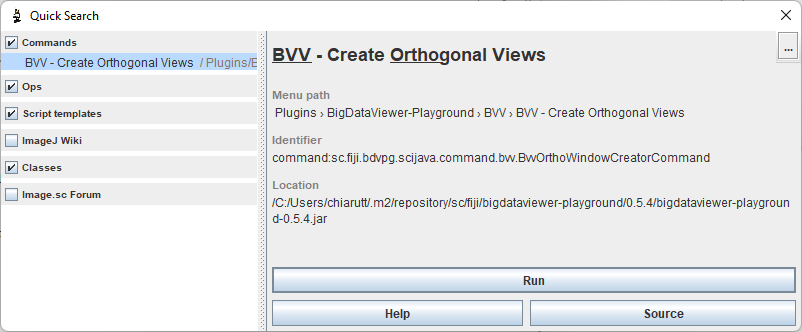 Quick Search
Commands
BVV - Create Orthogonal Views / Plugins/B
Ops
Script templates
ImageJ Wiki
Classes
Image.sc Forum
BVV - Create Orthogonal Views
...
Menu path
Plugins › BigDataViewer-Playground › BVV › BVV - Create Orthogonal Views
Identifier
command:sc.fiji.bdvpg.scijava.command.bvv.BvvOrthoWindowCreatorCommand
Location
/C:/Users/chiarutt/.m2/repository/sc/fiji/bigdataviewer-playground/0.5.4/bigdataviewer-playgroun
d-0.5.4.jar
Run
Help
Source